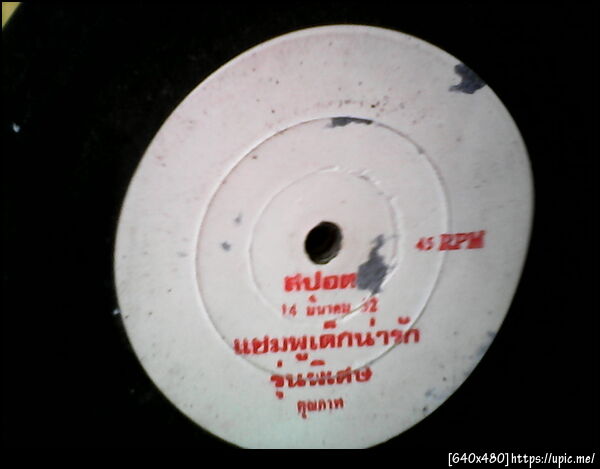 45 RPM
สปอต
14 มีนาคม 32
แชมพูเด็กน่ารัก
รุ่นพิเศษ
คุณภาพ
[640x480]https://upic.me/